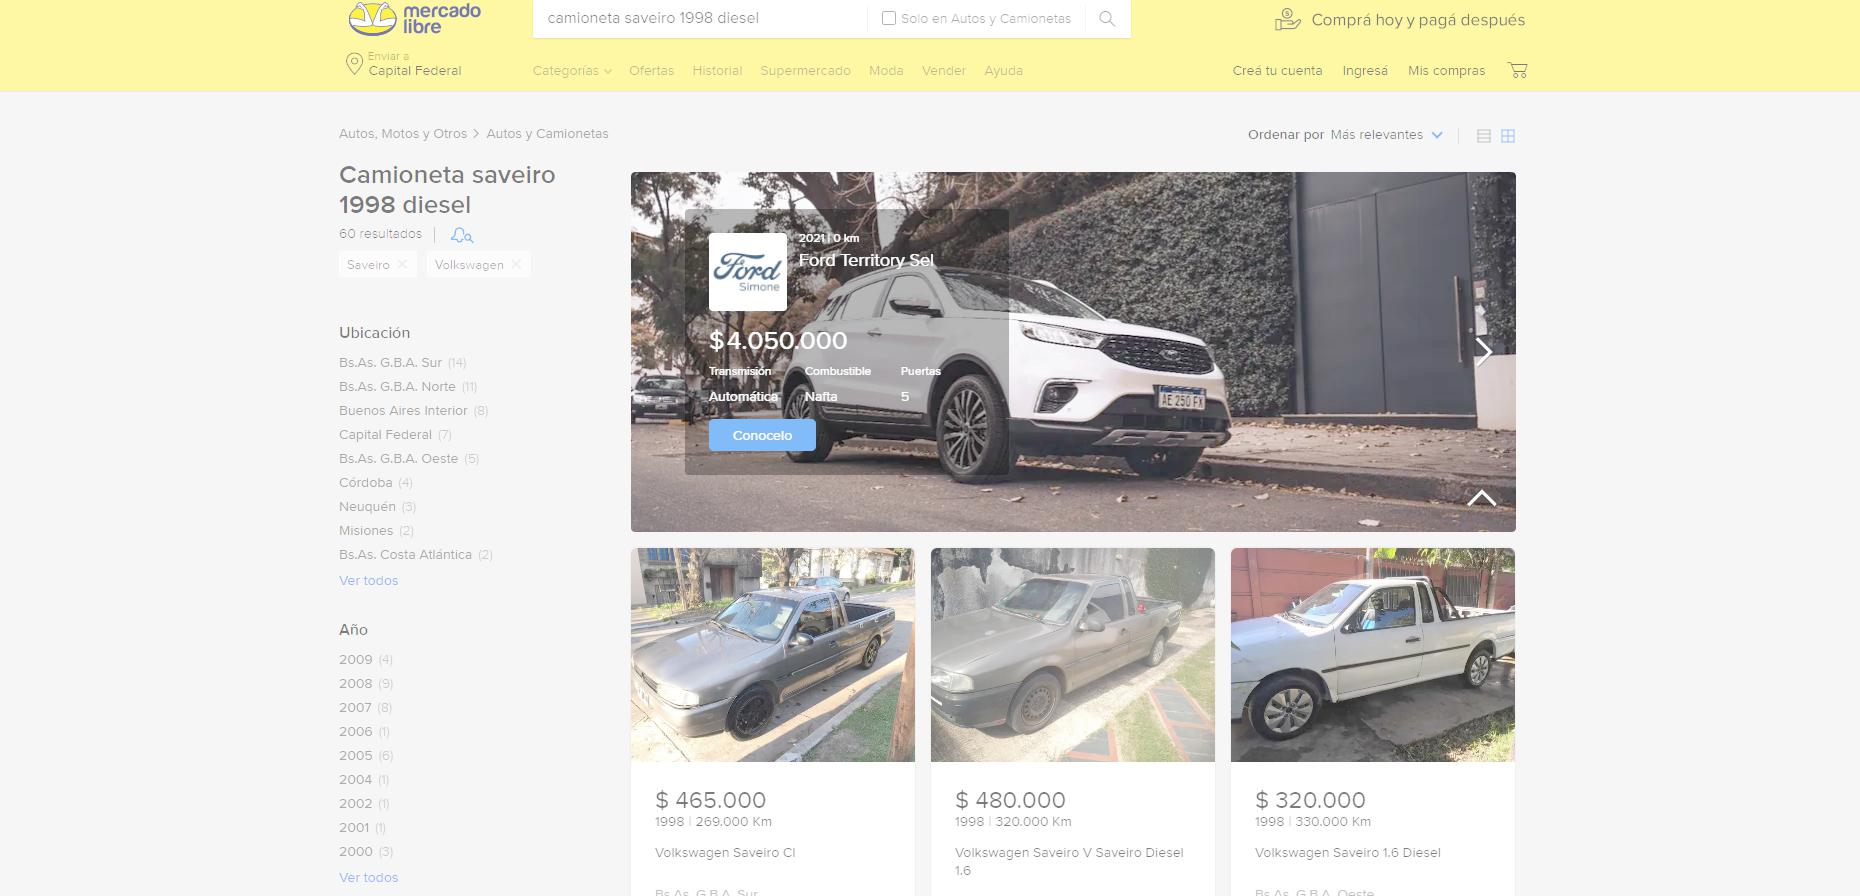 mercado
libre
camioneta saveiro 1998 diesel
Solo en Autos y Camionetas
Comprá hoy y pagá después
Enviar a
Capital Federal
Categorías
Ofertas
Historial
Supermercado
Moda
Vender
Ayuda
Creá tu cuenta
Ingresá
Mis compras
Autos, Motos y Otros > Autos y Camionetas
Ordenar por Más relevantes
Camioneta saveiro
1998 diesel
60 resultados
Saveiro
Volkswagen
Ubicación
Bs.As. G.B.A. Sur (14)
Bs.As. G.B.A. Norte (11)
Buenos Aires Interior (8)
Capital Federal (7)
Bs.As. G.B.A. Oeste (5)
Córdoba (4)
Neuquén (3)
Misiones (2)
Bs.As. Costa Atlántica (2)
Ver todos
Año
2009 (4)
2008 (9)
2007 (8)
2006 (1)
2005 (6)
2004 (1)
2002 (1)
2001 (1)
2000 (3)
Ver todos
Ford
Simone
2021 | 0 km
Ford Territory Sel
$ 4.050.000
Transmisión Combustible Puertas
Automática Nafta 5
Conocelo
AE 250 FX
$ 465.000
1998 | 269.000 Km
Volkswagen Saveiro Cl
Bs.As. G.B.A. Sur
$ 480.000
1998 | 320.000 Km
Volkswagen Saveiro V Saveiro Diesel
1.6
$ 320.000
1998 | 330.000 Km
Volkswagen Saveiro 1.6 Diesel
Bs.As. G.B.A. Oeste